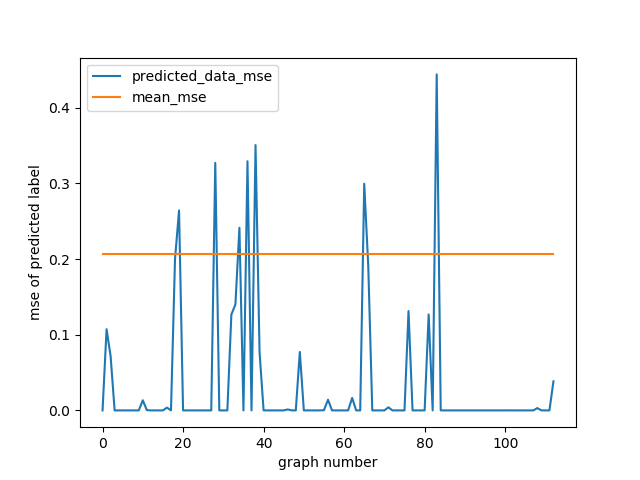 predicted_data_mse
mean_mse
mse of predicted label
0.4
0.3
0.2
0.1
0.0
0 20 40 60 80 100
graph number